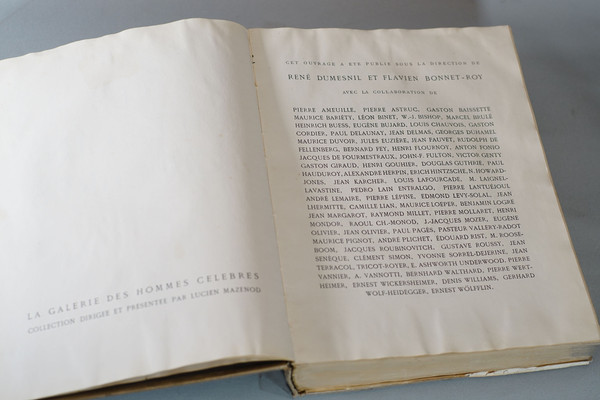 LA GALERIE DES HOMMES CELEBRES
COLLECTION DIRIGEE ET PRESENTEE PAR LUCIEN MAZENOD
CET OUVRAGE A ETE PUBLIE SOUS LA DIRECTION DE
RENÉ DUMESNIL ET FLAVIEN BONNET-ROY
AVEC LA COLLABORATION DE
PIERRE AMEUILLE, PIERRE ASTRUC, GASTON BAISSETTE
MAURICE BARIÉTY, LÉON BINET, W.-J. BISHOP, MARCEL BRULÉ
HEINRICH BUESS, EUGÈNE BUJARD, LOUIS CHAUVOIS, GASTON
CORDIER, PAUL DELAUNAY, JEAN DELMAS, GEORGES DUHAMEL
MAURICE DUVOIR, JULES EUZIÈRE, JEAN FAUVET, RUDOLPH DE
FELLENBERG, BERNARD FEY, HENRI FLOURNOY, ANTON FONIO
JACQUES DE FOURMESTRAUX, JOHN-F. FULTON, VICTOR GENTY
GASTON GIRAUD, HENRI GOUHIER, DOUGLAS GUTHRIE, PAUL
HAUDUROY, ALEXANDRE HERPIN, ERICH HINTZSCHE, N. HOWARD-
JONES, JEAN KARCHER, LOUIS LAFOURCADE, M. LAIGNEL-
LAVASTINE, PEDRO LAIN ENTRALGO, PIERRE LANTUÉJOUL
ANDRÉ LEMAIRE, PIERRE LÉPINE, EDMOND LÉVY-SOLAL, JEAN
LHERMITTE, CAMILLE LIAN, MAURICE LOEPER, BENJAMIN LOGRE
JEAN MARGAROT, RAYMOND MILLET, PIERRE MOLLARET, HENRI
MONDOR, RAOUL CH.-MONOD, J.-JACQUES MOZER, EUGÈNE
OLIVIER, JEAN OLIVIER, PAUL PAGÈS, PASTEUR VALLERY-RADOT
MAURICE PIGNOT, ANDRÉ PLICHET, ÉDOUARD RIST, M. ROOSE-
BOOM, JACQUES ROUBINOVITCH, GUSTAVE ROUSSY, JEAN
SENÈQUE, CLÉMENT SIMON, YVONNE SORREL-DEJERINE, JEAN
TERRACOL, TRICOT-ROYER, E. ASHWORTH UNDERWOOD, PIERRE
VANNIER, A. VANNOTTI, BERNHARD WALTHARD, PIERRE WERT-
HEIMER, ERNEST WICKERSHEIMER, DENIS WILLIAMS, GERHARD
WOLF-HEIDEGGER, ERNEST WÖLFFLIN.